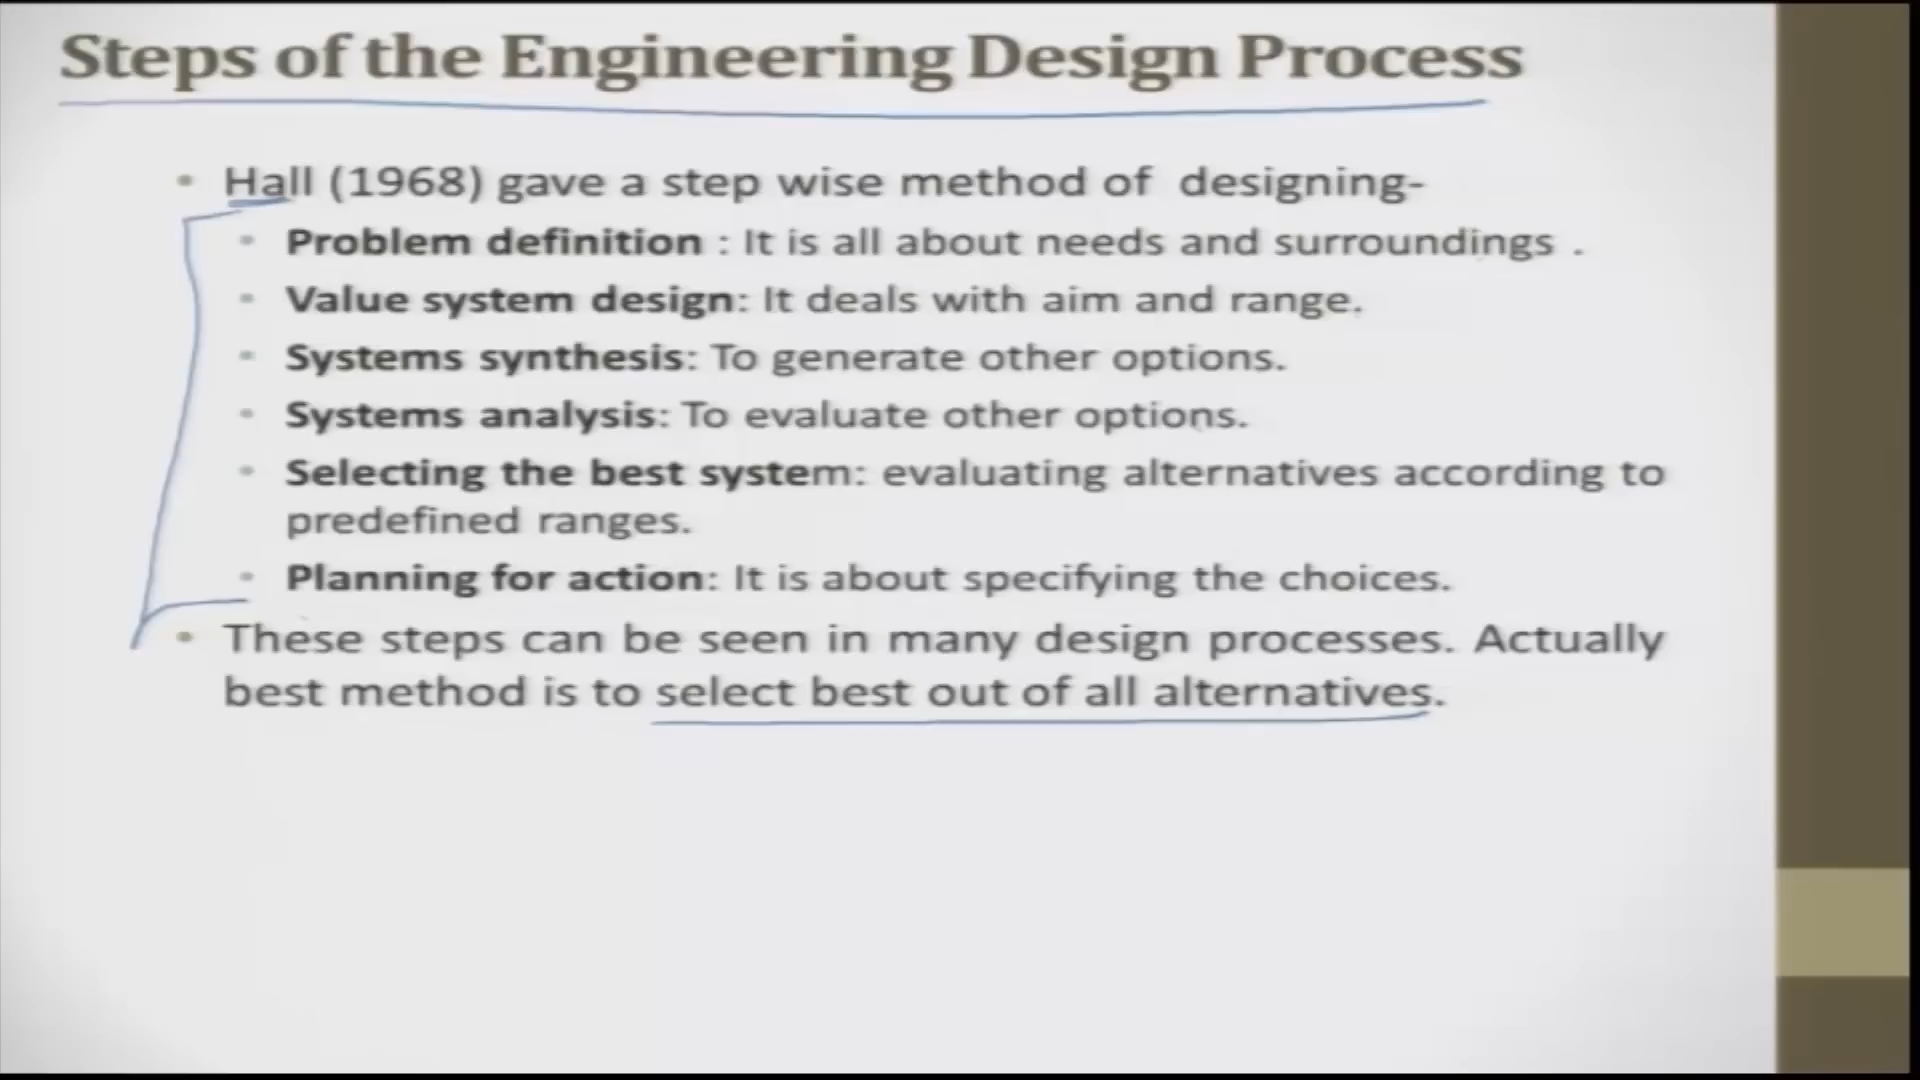 Steps of the Engineering Design Process
• Hall (1968) gave a step wise method of designing-
• Problem definition : It is all about needs and surroundings .
• Value system design: It deals with aim and range.
• Systems synthesis: To generate other options.
• Systems analysis: To evaluate other options.
• Selecting the best system: evaluating alternatives according to
predefined ranges.
• Planning for action: It is about specifying the choices.
• These steps can be seen in many design processes. Actually
best method is to select best out of all alternatives.